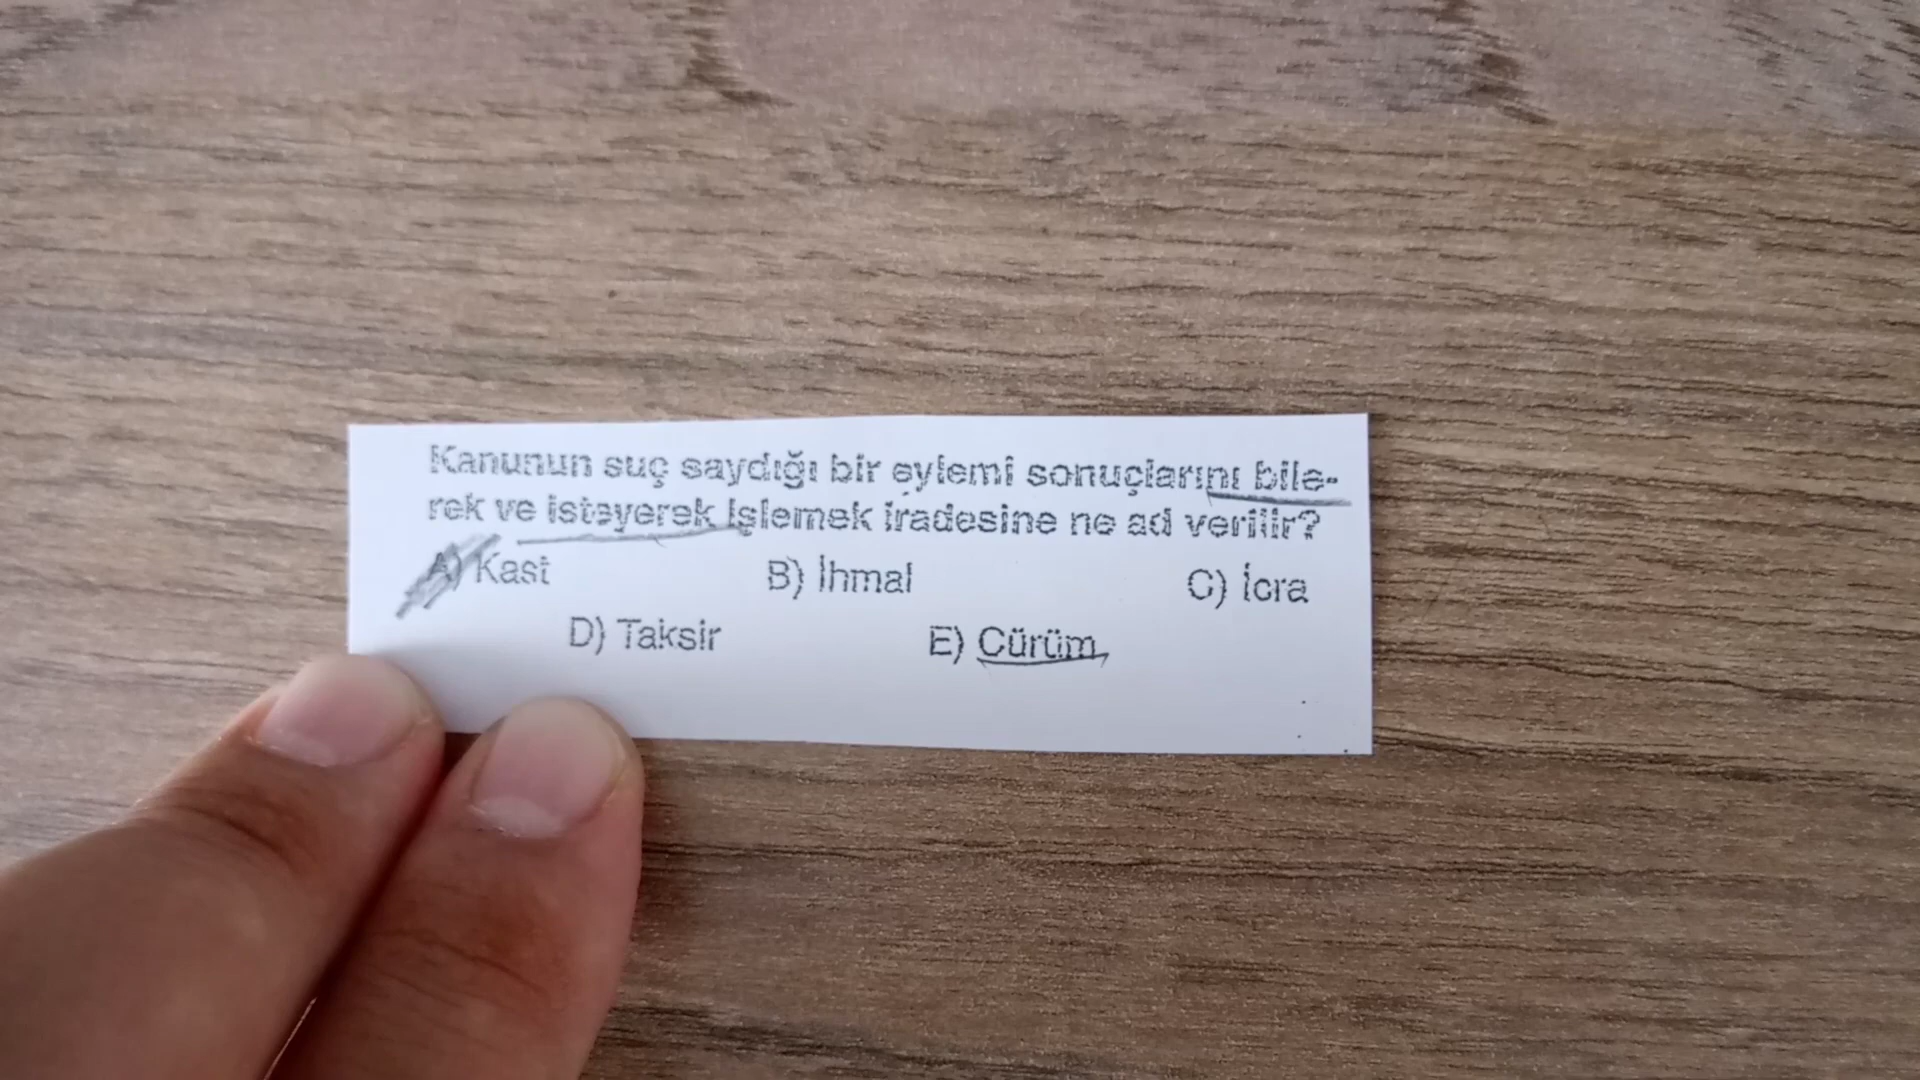 Kanunun suç saydığı bir eylemi sonuçlarını bile-
rek ve isteyerek işlemek iradesine ne ad verilir?
A) Kast B) İhmal C) İcra
D) Taksir E) Cürüm